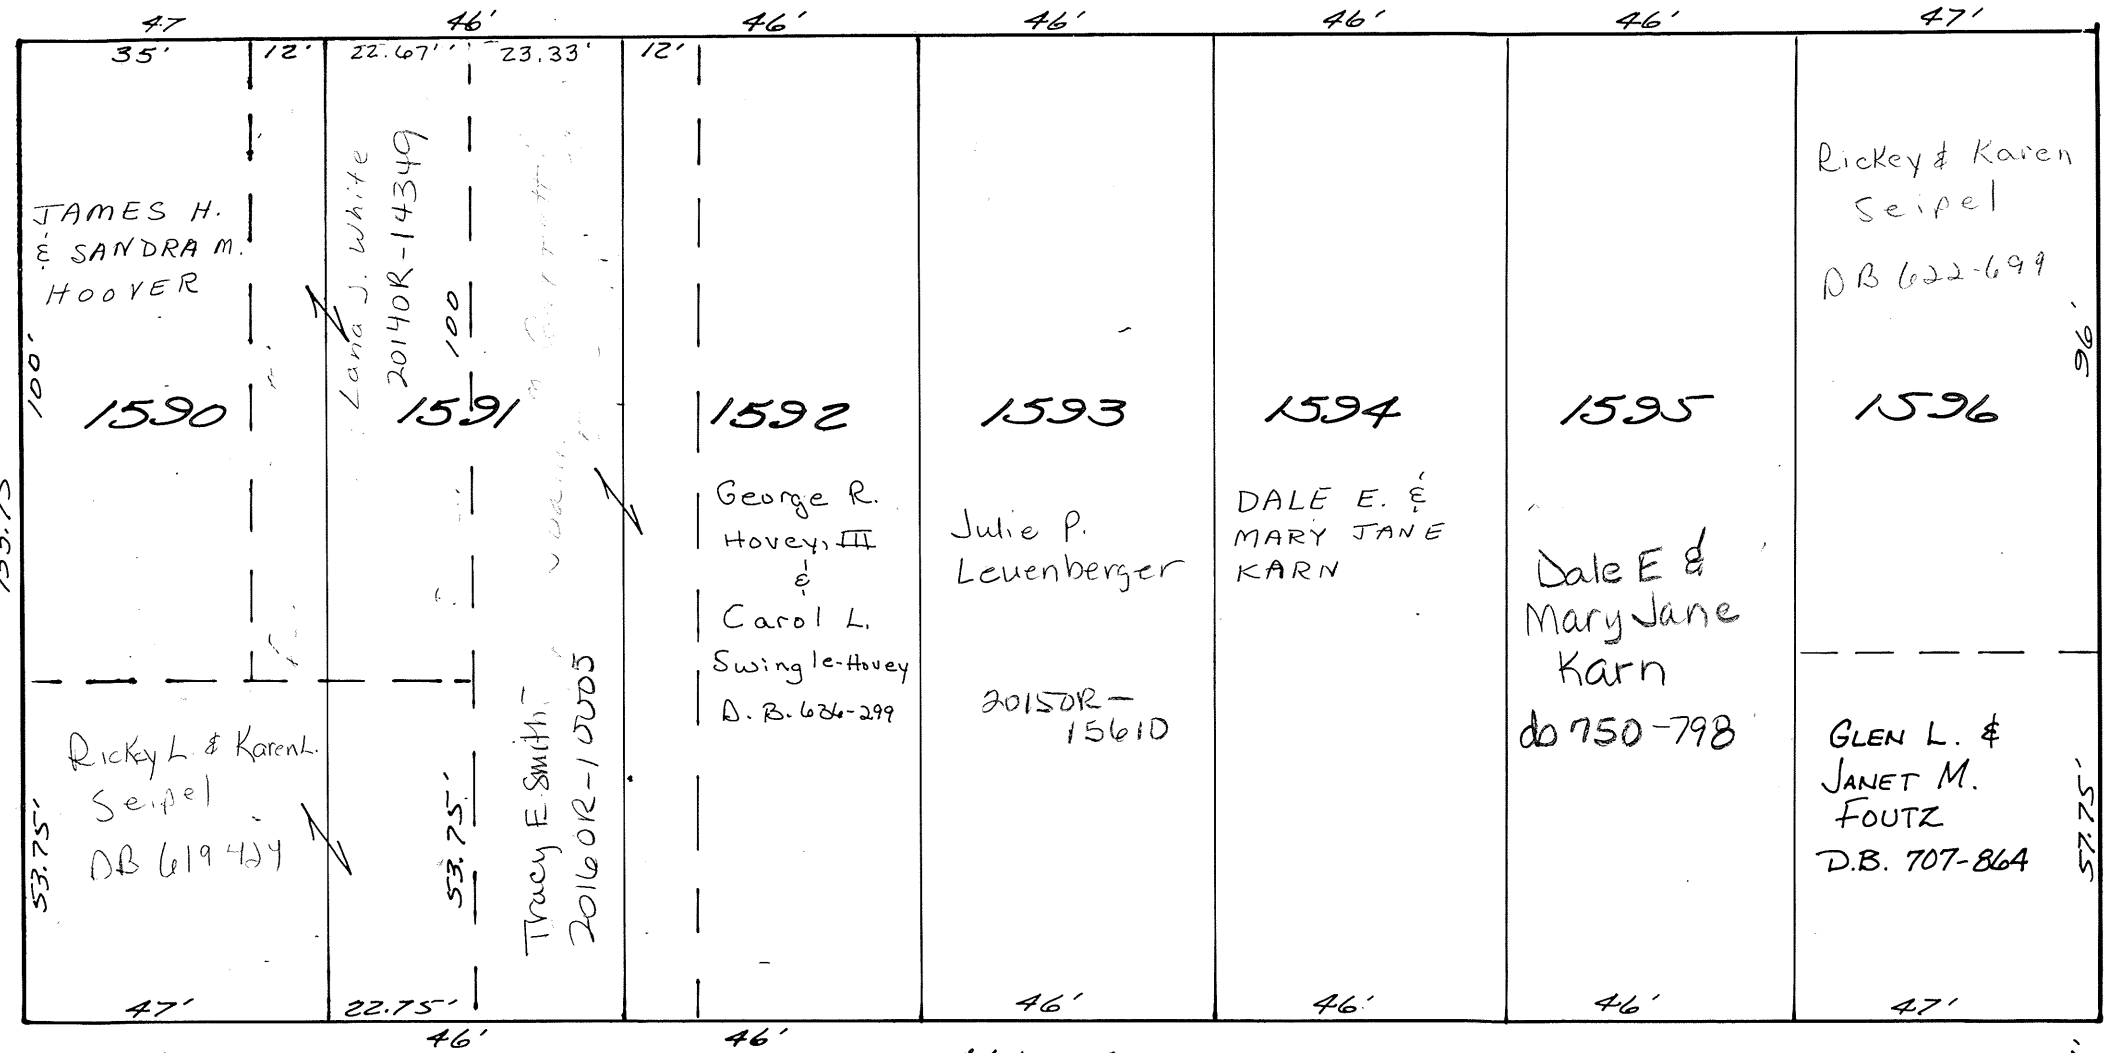 47 46' 46' 46' 46' 46' 47'
35' 12' 22.67' 23.33' 12'
JAMES H.
& SANDRA M.
HOOVER
100'
1590
153.75
Lana J. White
20140R-14349
100
1591
1592
George R.
Hovey, III
&
Carol L.
Swingle-Hovey
D.B. 636-299
1593
Julie P.
Leuenberger
20150R-
15610
1594
DALE E. &
MARY JANE
KARN
1595
Dale E &
Mary Jane
Karn
do 750-798
Rickey & Karen
Seipel
DB 622-699
96'
1596
Rickey L. & Karen L.
Seipel
DB 619 424
53.75'
53.75'
Tracy E. Smith
20160R-10005
GLEN L. &
JANET M.
FOUTZ
D.B. 707-864
57.75'
47' 22.75' 46' 46' 46' 47'
46' 46'